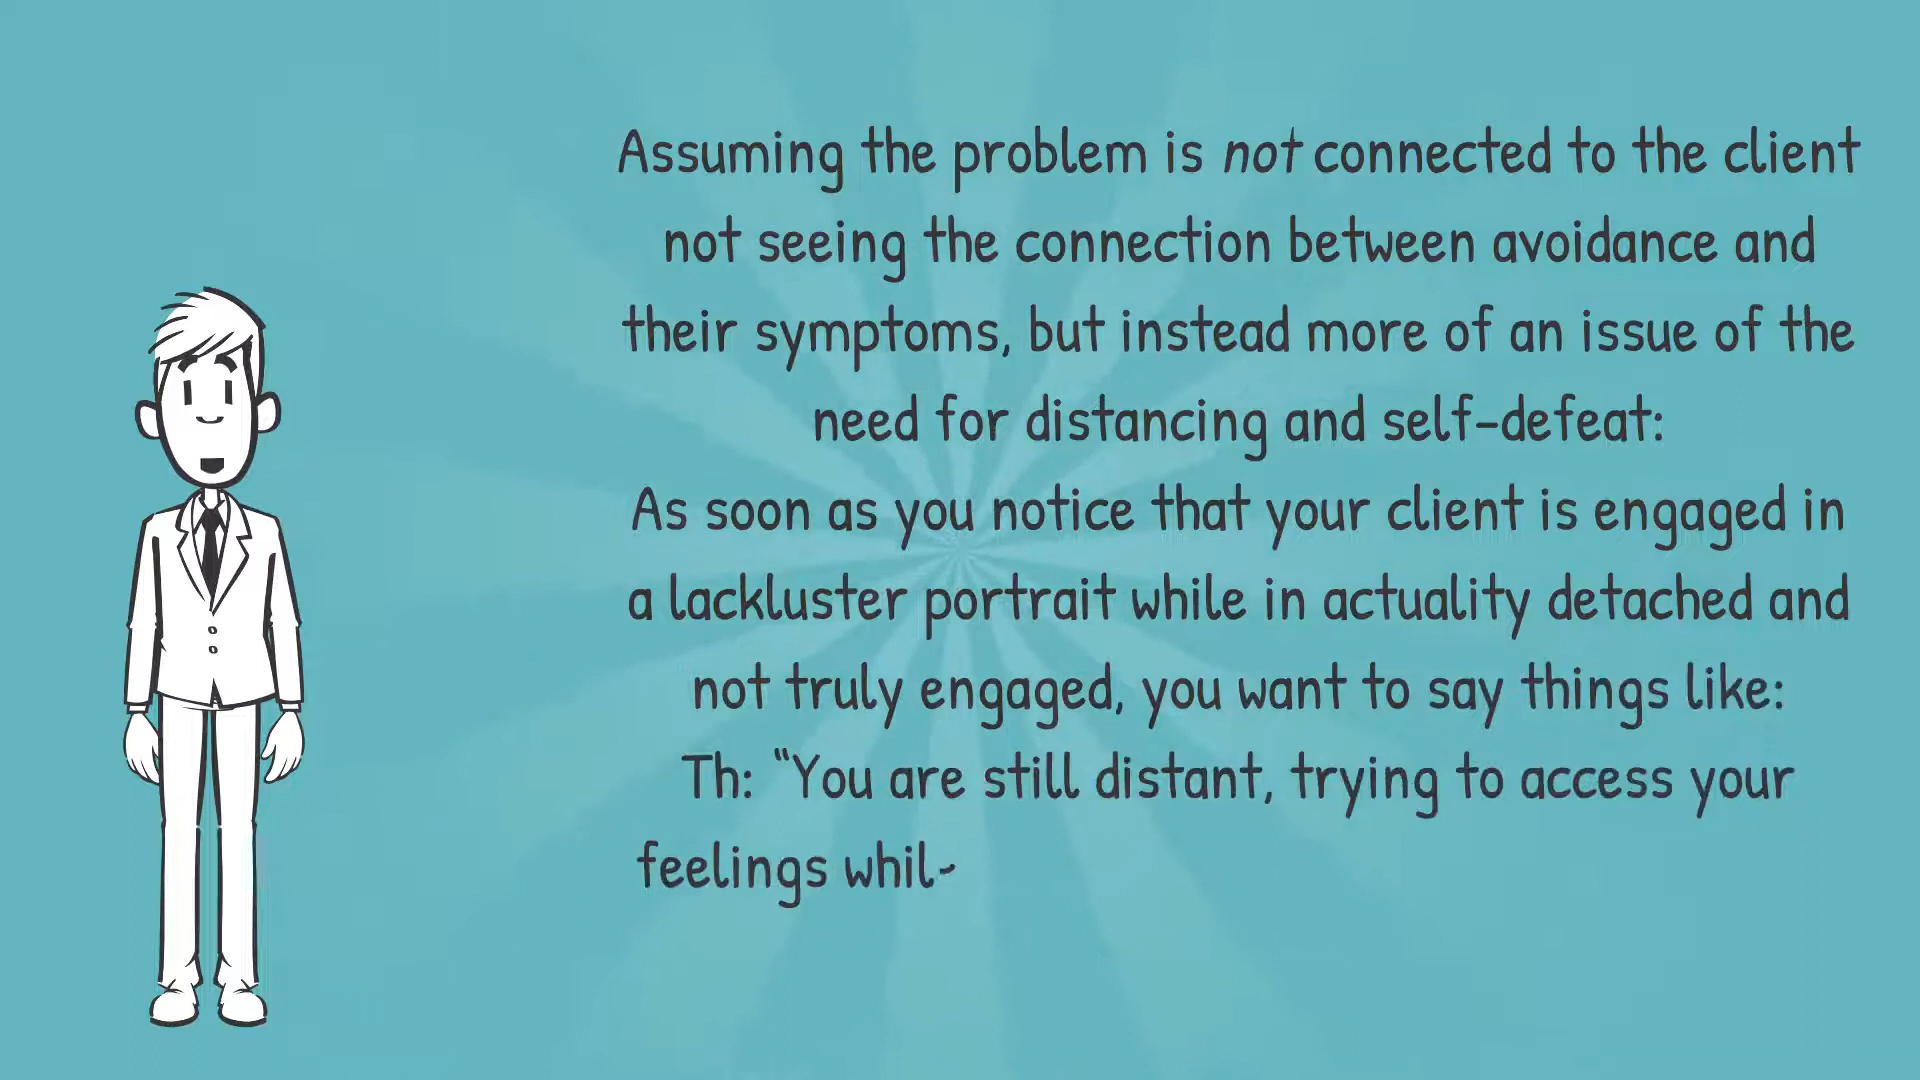 Assuming the problem is not connected to the client
not seeing the connection between avoidance and
their symptoms, but instead more of an issue of the
need for distancing and self-defeat:
As soon as you notice that your client is engaged in
a lackluster portrait while in actuality detached and
not truly engaged, you want to say things like:
Th: “You are still distant, trying to access your
feelings whil-